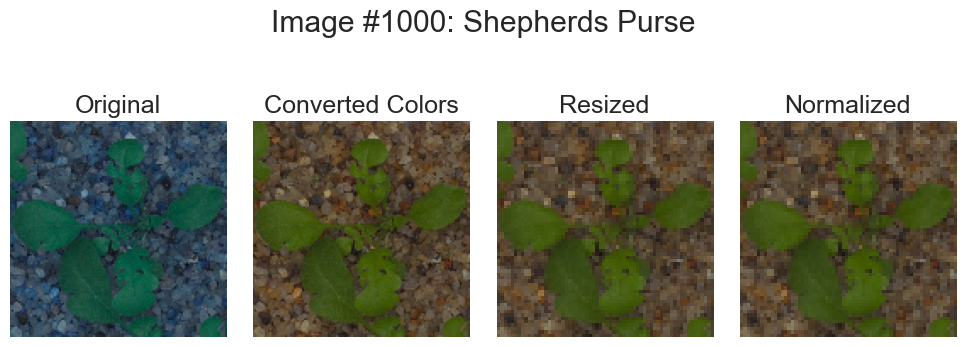 Image #1000: Shepherds Purse
Original
Converted Colors
Resized
Normalized